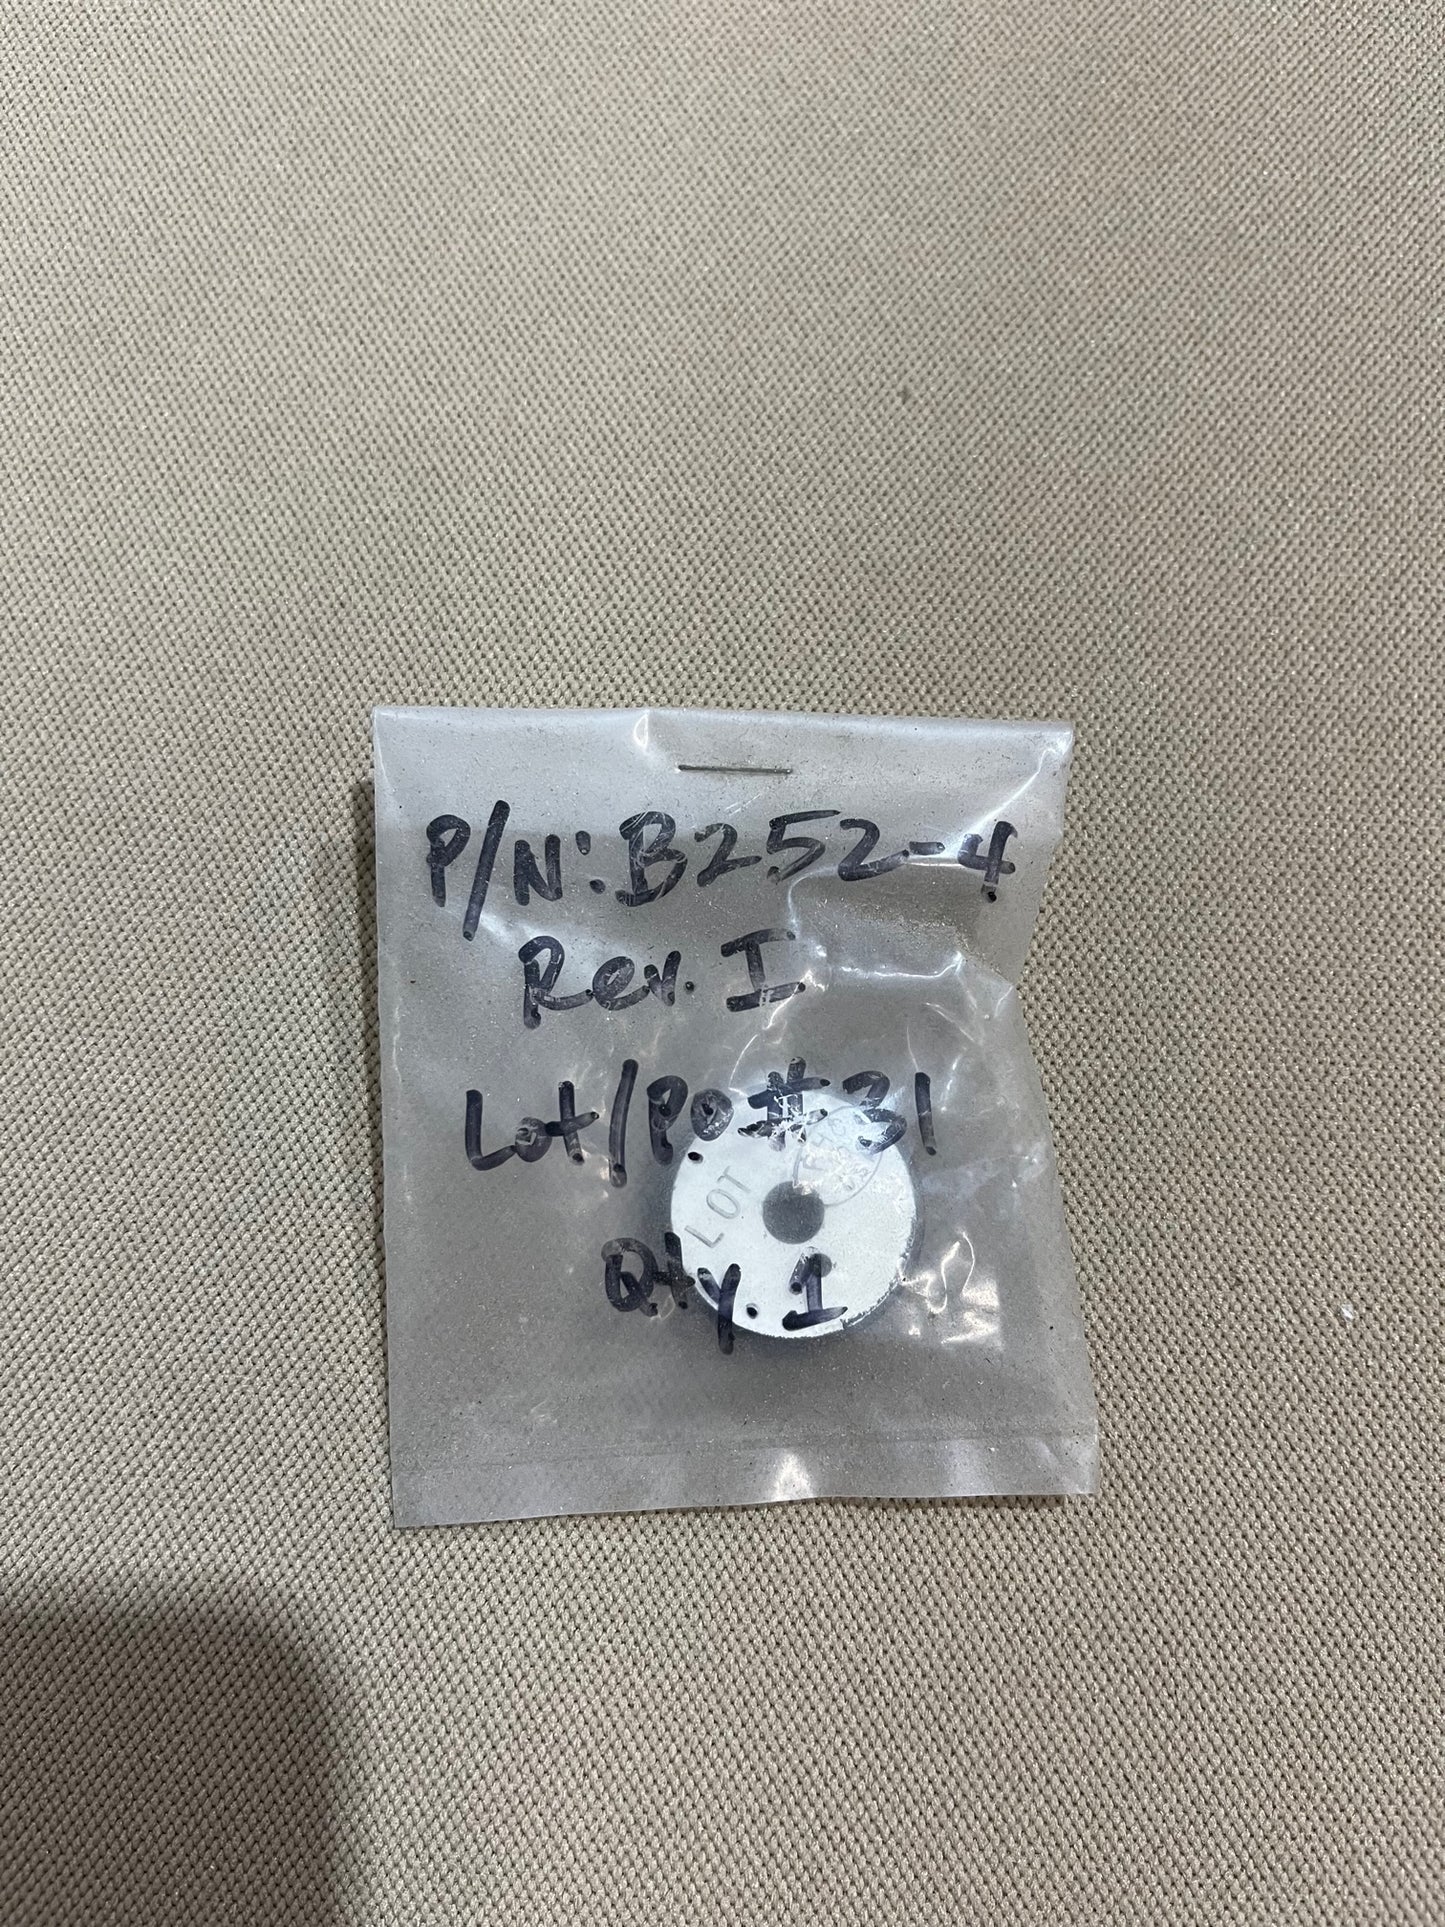 P/N: B252-4
Rev. I
Lot/PO # 31
LOT
Qty. 1